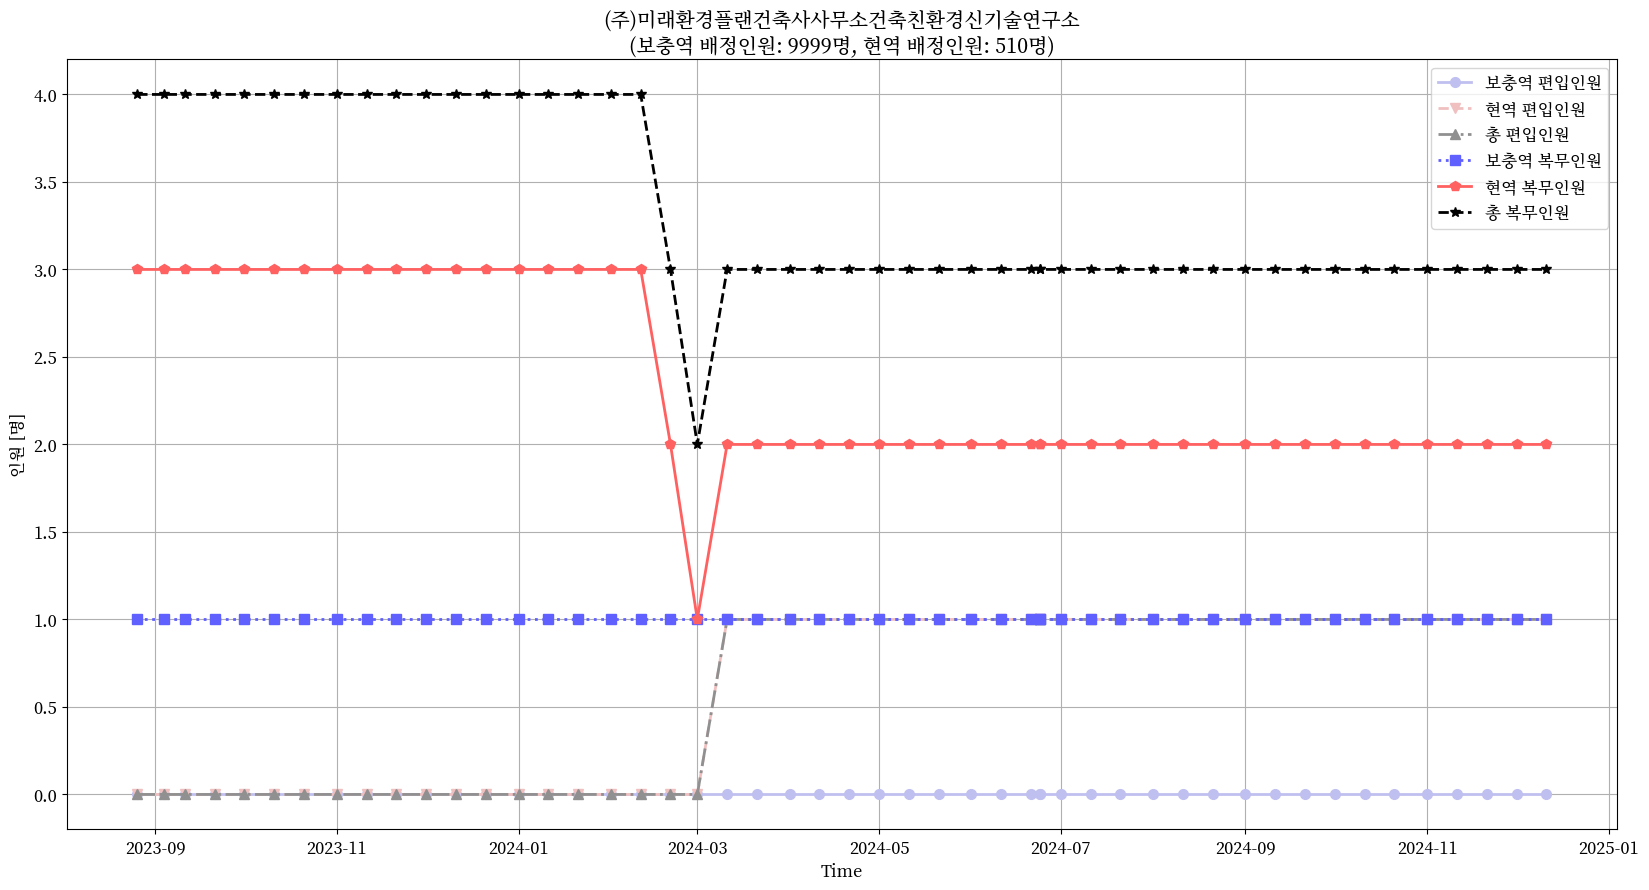 (주)미래환경플랜건축사사무소건축친환경신기술연구소
(보충역 배정인원: 9999명, 현역 배정인원: 510명)
보충역 편입인원
현역 편입인원
총 편입인원
보충역 복무인원
현역 복무인원
총 복무인원
4.0
3.5
3.0
2.5
2.0
1.5
1.0
0.5
0.0
인원 [명]
2023-09 2023-11 2024-01 2024-03 2024-05 2024-07 2024-09 2024-11 2025-01
Time